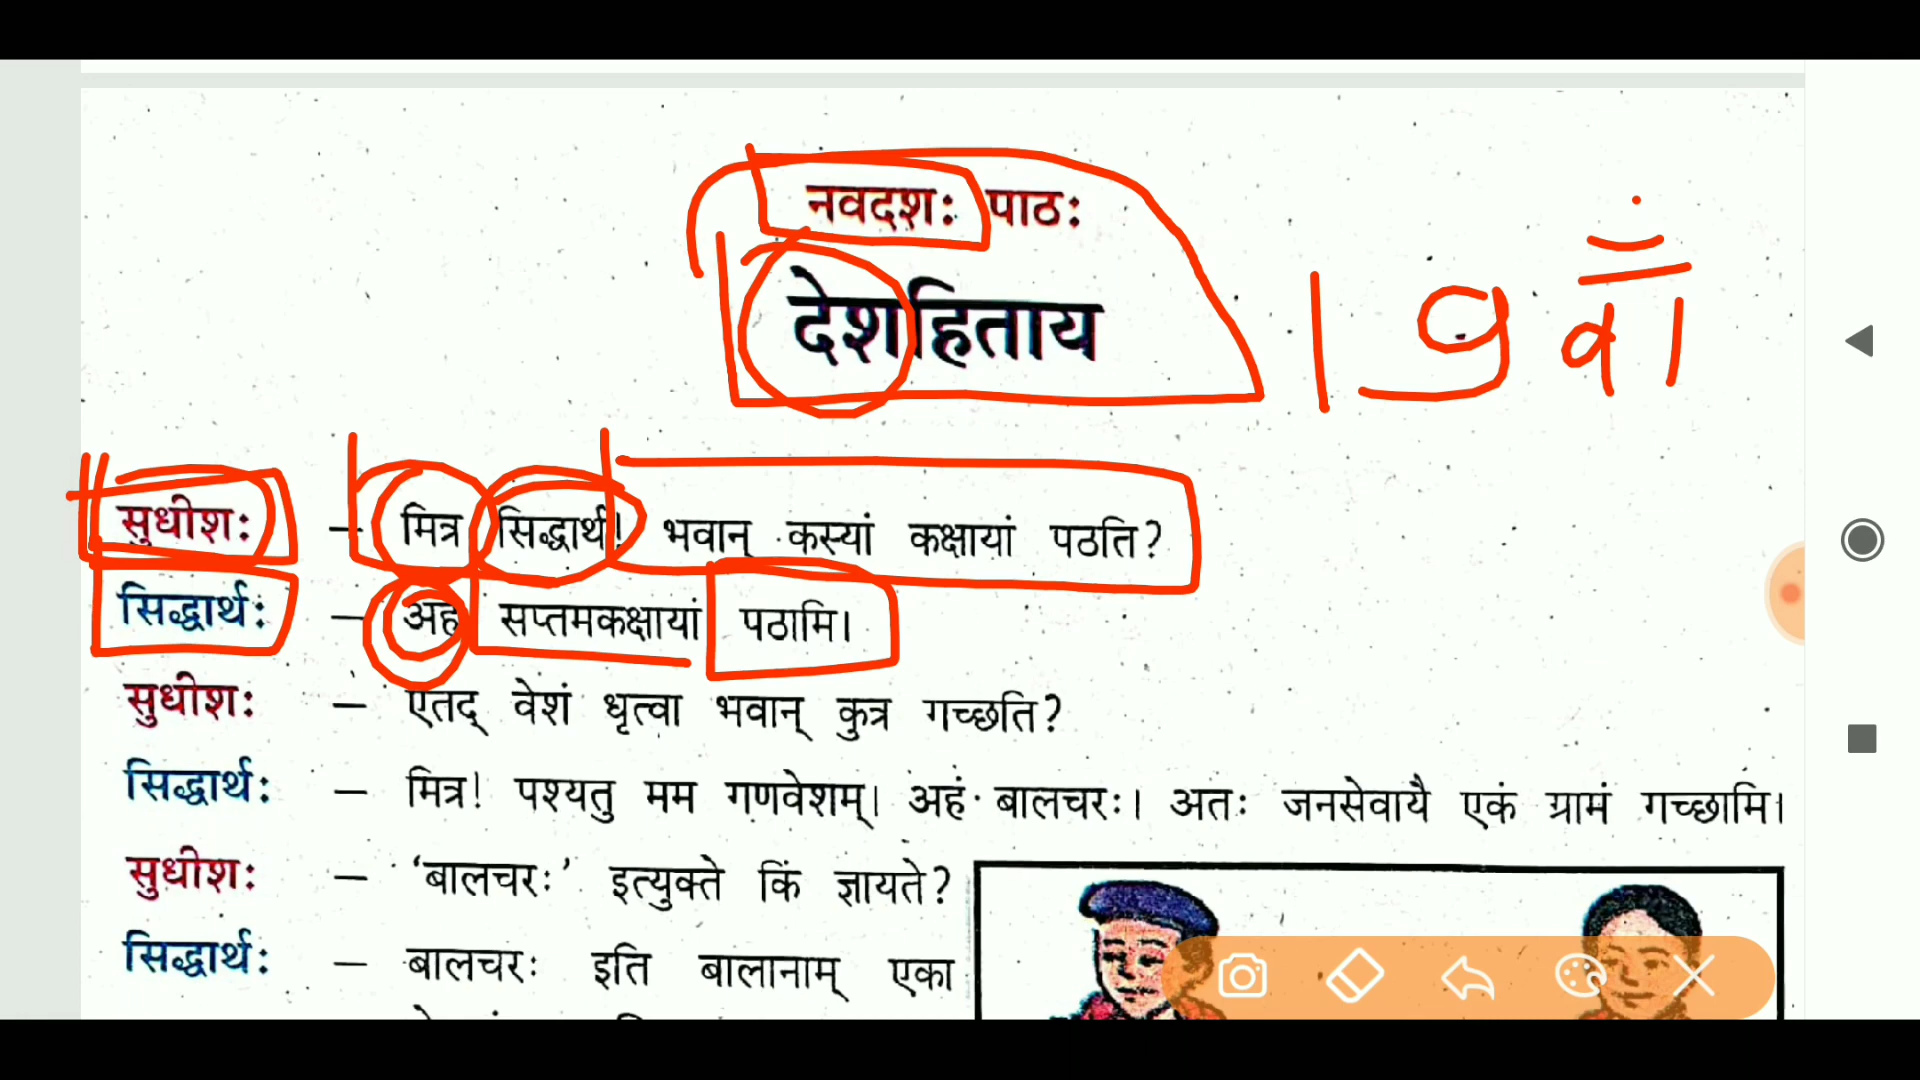 नवदशः पाठः
देशहिताय
19 वां
सुधीशः – मित्र सिद्धार्थ! भवान् कस्यां कक्षायां पठति?
सिद्धार्थः – अहं सप्तमकक्षायां पठामि।
सुधीशः – एतद् वेशं धृत्वा भवान् कुत्र गच्छति?
सिद्धार्थः – मित्र! पश्यतु मम गणवेशम्। अहं बालचरः। अतः जनसेवायै एकं ग्रामं गच्छामि।
सुधीशः – ‘बालचरः’ इत्युक्ते किं ज्ञायते?
सिद्धार्थः – बालचरः इति बालानाम् एका